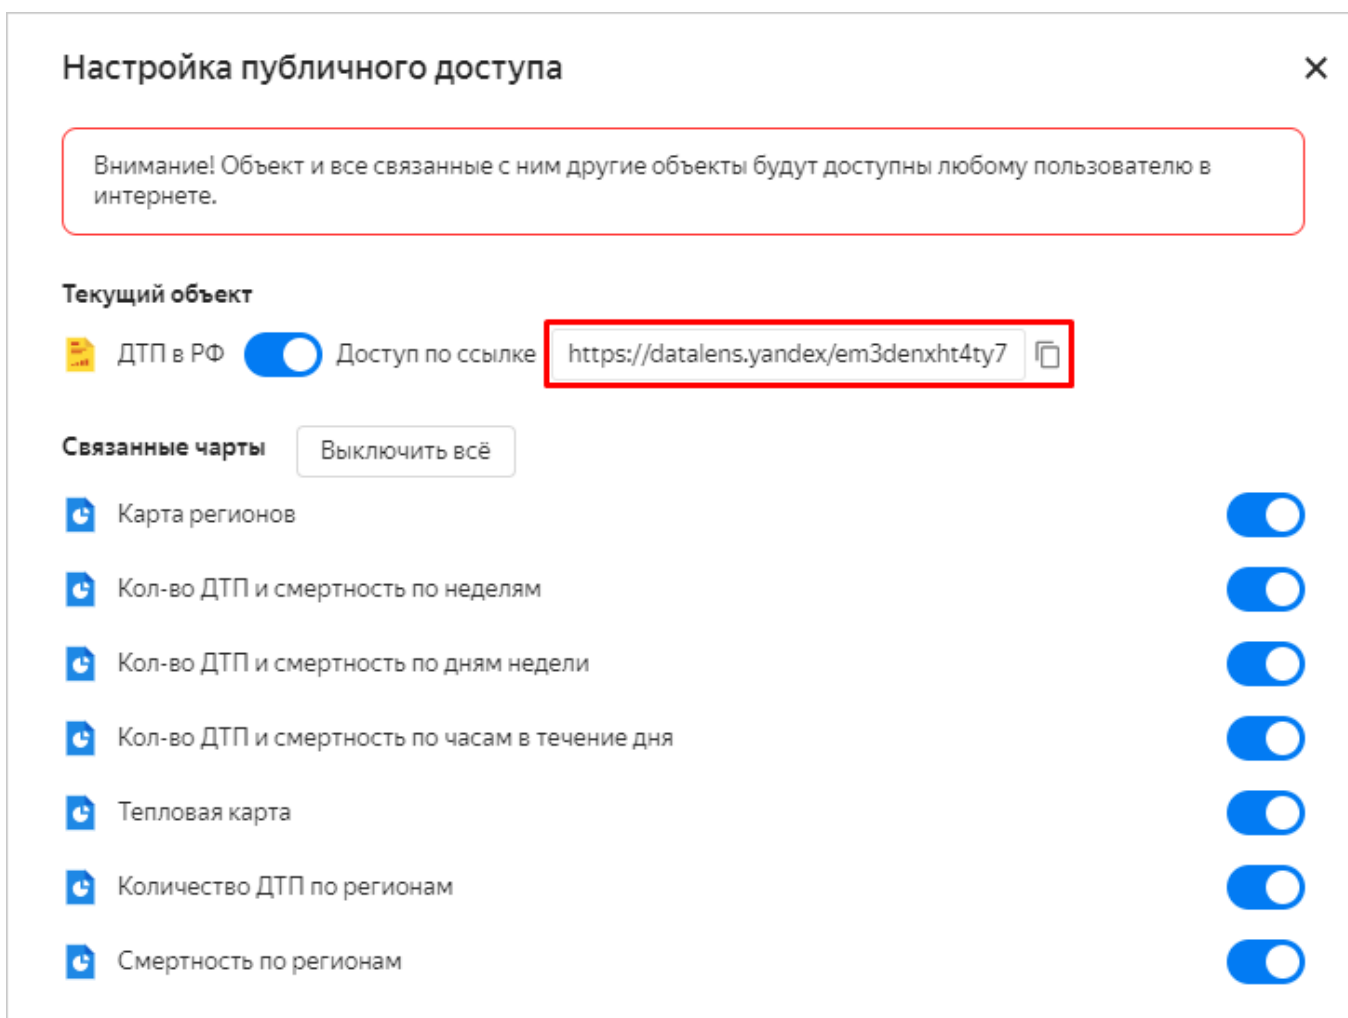 Настройка публичного доступа
Внимание! Объект и все связанные с ним другие объекты будут доступны любому пользователю в
интернете.
Текущий объект
ДТП в РФ Доступ по ссылке https://datalens.yandex/em3denxht4ty7
Связанные чарты Выключить всё
Карта регионов
Кол-во ДТП и смертность по неделям
Кол-во ДТП и смертность по дням недели
Кол-во ДТП и смертность по часам в течение дня
Тепловая карта
Количество ДТП по регионам
Смертность по регионам